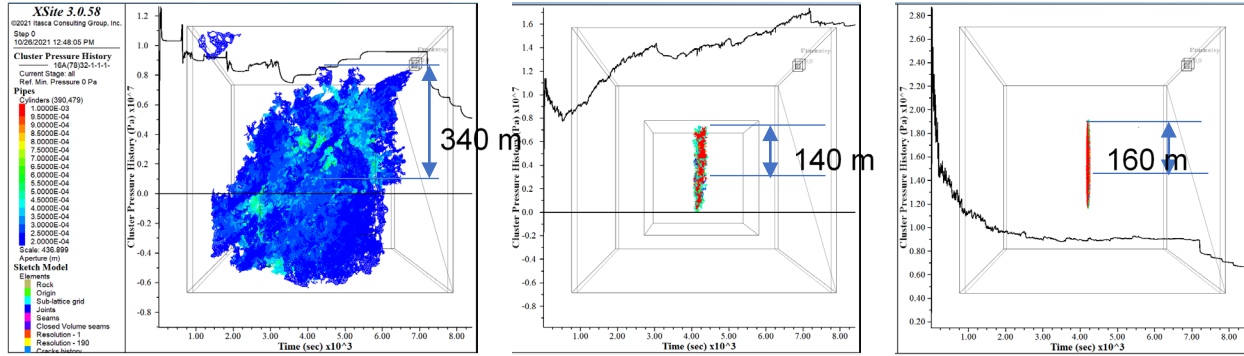 XSite 3.0.58
©2021 Itasca Consulting Group, Inc.
Step 0
10/26/2021 12:48:05 PM
Cluster Pressure History
16A(78)32-1-1-1-
Current Stage: all
Ref. Min. Pressure 0 Pa
Pipes
Cylinders (390,479)
1.0000E-03
9.5000E-04
9.0000E-04
8.5000E-04
8.0000E-04
7.5000E-04
7.0000E-04
6.5000E-04
6.0000E-04
5.5000E-04
5.0000E-04
4.5000E-04
4.0000E-04
3.5000E-04
3.0000E-04
2.5000E-04
2.0000E-04
Scale: 436.899
Aperture (m)
Sketch Model
Elements
Rock
Origin
Sub-lattice grid
Joints
Seams
Closed Volume seams
Resolution - 1
Resolution - 190
Cracks history
Cluster Pressure History (Pa) x10^7
1.2
1.0
0.8
0.6
0.4
0.2
0.0
-0.2
-0.4
-0.6
-0.8
340 m
1.00 2.00 3.00 4.00 5.00 6.00 7.00 8.00
Time (sec) x10^3
Cluster Pressure History (Pa) x10^7
1.6
1.4
1.2
1.0
0.8
0.6
0.4
0.2
0.0
-0.2
-0.4
-0.6
140 m
1.00 2.00 3.00 4.00 5.00 6.00 7.00 8.00
Time (sec) x10^3
Cluster Pressure History (Pa) x10^7
2.80
2.60
2.40
2.20
2.00
1.80
1.60
1.40
1.20
1.00
0.80
0.60
0.40
0.20
160 m
1.00 2.00 3.00 4.00 5.00 6.00 7.00 8.00
Time (sec) x10^3